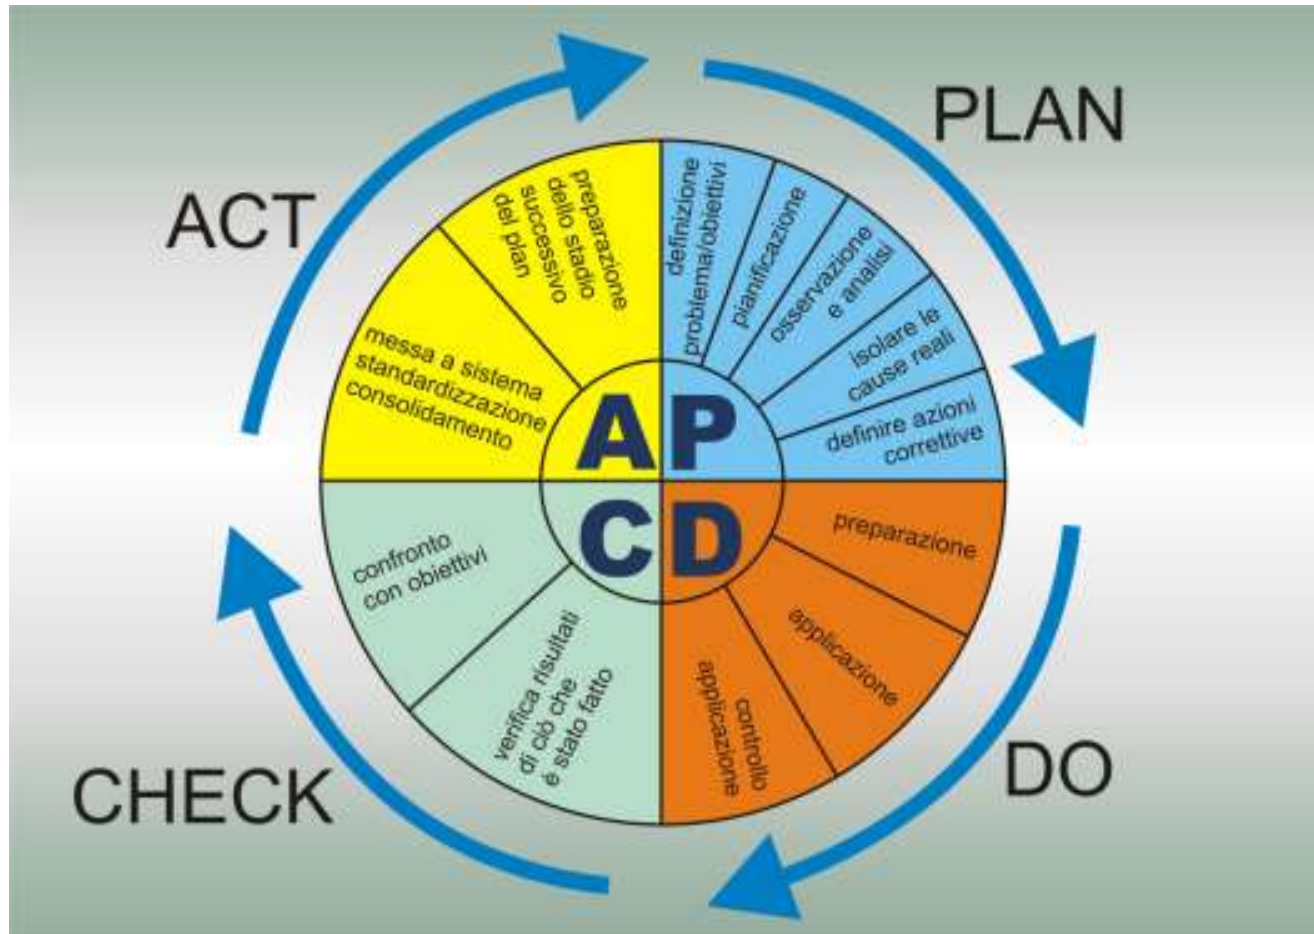 PLAN
definizione
problema/obiettivi
pianificazione
osservazione
e analisi
isolare le
cause reali
definire azioni
correttive
DO
preparazione
applicazione
controllo
applicazione
CHECK
verifica risultati
di ciò che
è stato fatto
confronto
con obiettivi
ACT
messa a sistema
standardizzazione
consolidamento
preparazione
dello stadio
successivo
del plan
A P
C D